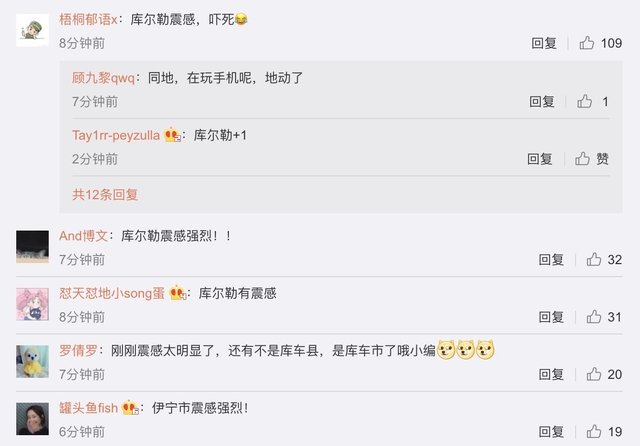 梧桐郁语x：库尔勒震感，吓死😂
8分钟前 回复 109
顾九黎qwq：同地，在玩手机呢，地动了
7分钟前 回复 1
Tay1rr-peyzulla：库尔勒+1
2分钟前 回复 赞
共12条回复
And博文：库尔勒震感强烈！！
7分钟前 回复 32
怼天怼地小song蛋：库尔勒有震感
8分钟前 回复 31
罗倩罗：刚刚震感太明显了，还有不是库车县，是库车市了哦小编
7分钟前 回复 20
罐头鱼fish：伊宁市震感强烈！
6分钟前 回复 19